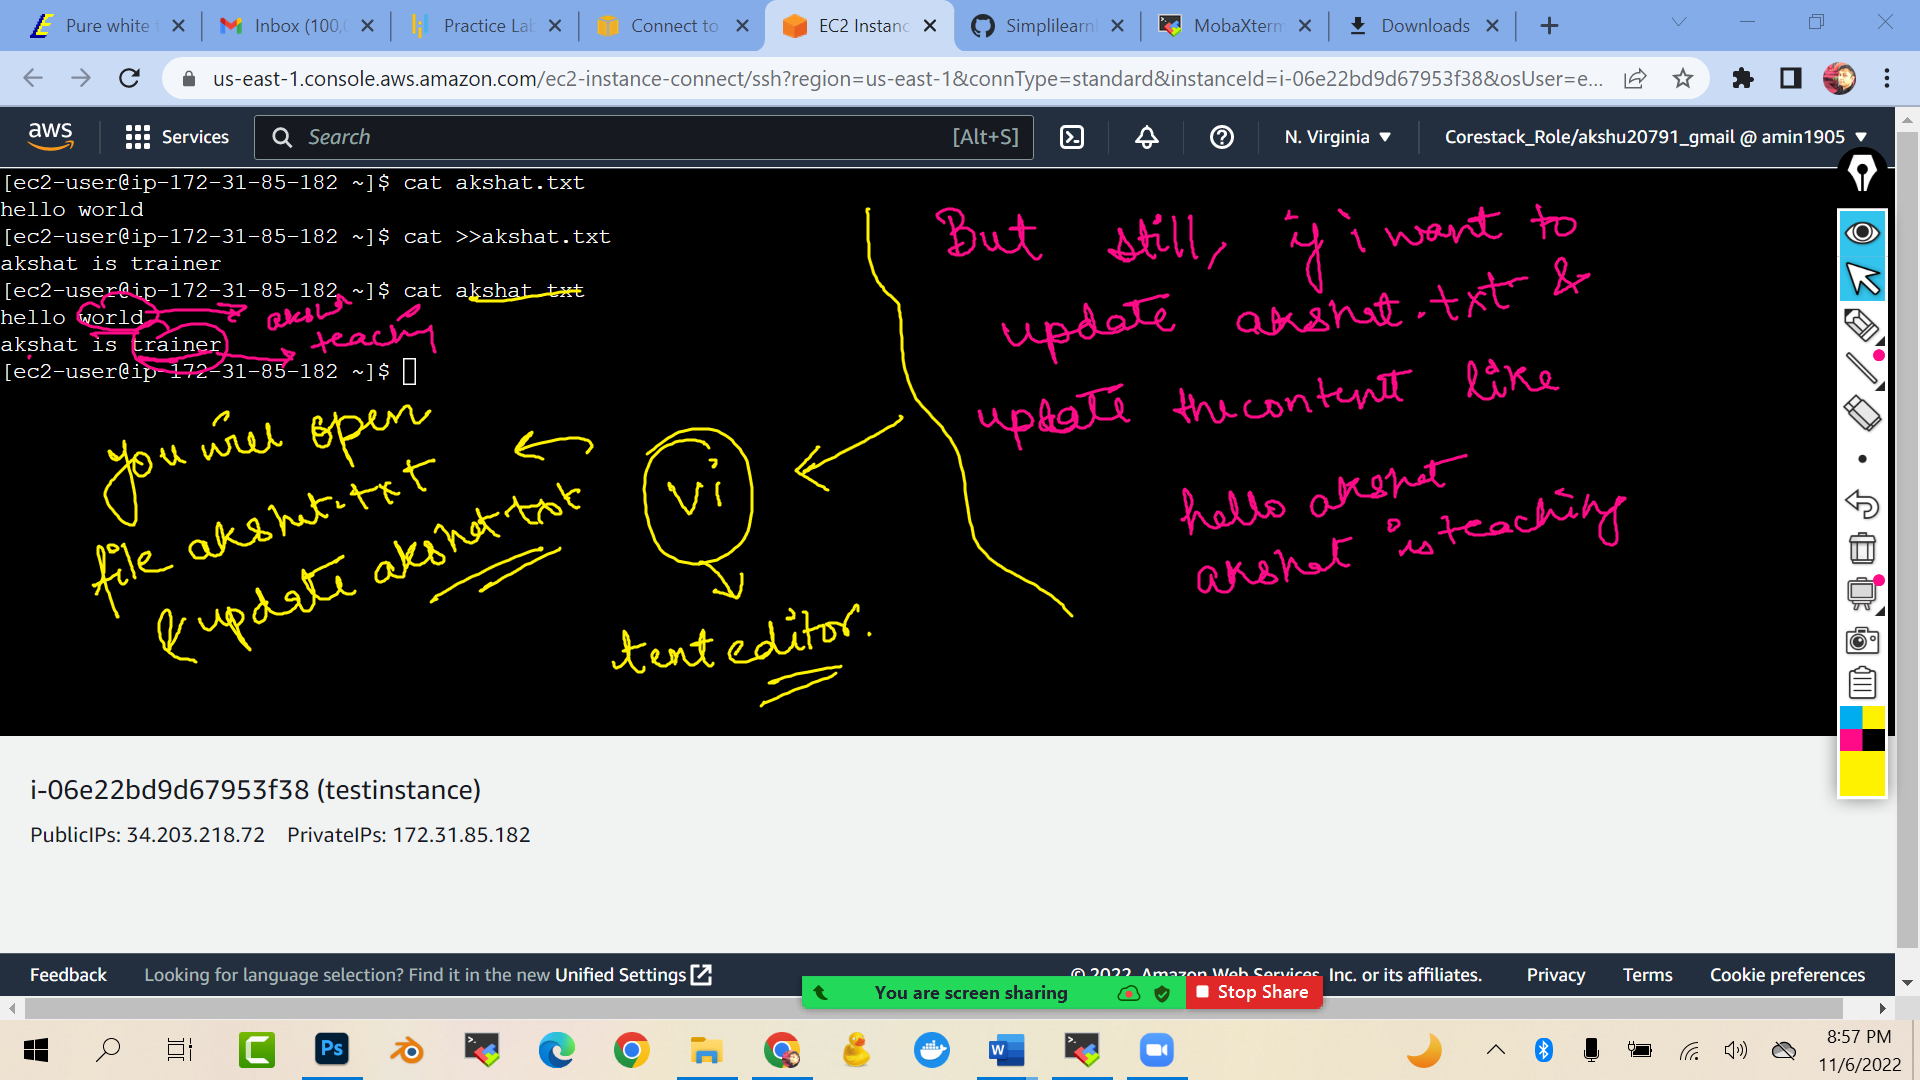 Pure white
Inbox (100,
Practice Lab
Connect to
EC2 Instanc
Simplilearn
MobaXterm
Downloads
us-east-1.console.aws.amazon.com/ec2-instance-connect/ssh?region=us-east-1&connType=standard&instanceId=i-06e22bd9d67953f38&osUser=e...
aws
Services
Search
[Alt+S]
N. Virginia
Corestack_Role/akshu20791_gmail @ amin1905
[ec2-user@ip-172-31-85-182 ~]$ cat akshat.txt
hello world
[ec2-user@ip-172-31-85-182 ~]$ cat >>akshat.txt
akshat is trainer
[ec2-user@ip-172-31-85-182 ~]$ cat akshat.txt
hello world
akshat is trainer
[ec2-user@ip-172-31-85-182 ~]$
teaching
But still, if i want to
update akshat.txt &
update the content like
hello akshat
akshat is teaching
you will open
file akshat.txt
& update akshat.txt
vi
text editor.
i-06e22bd9d67953f38 (testinstance)
PublicIPs: 34.203.218.72 PrivateIPs: 172.31.85.182
Feedback
Looking for language selection? Find it in the new Unified Settings
© 2022, Amazon Web Services, Inc. or its affiliates.
Privacy
Terms
Cookie preferences
You are screen sharing
Stop Share
Ps
W
8:57 PM
11/6/2022